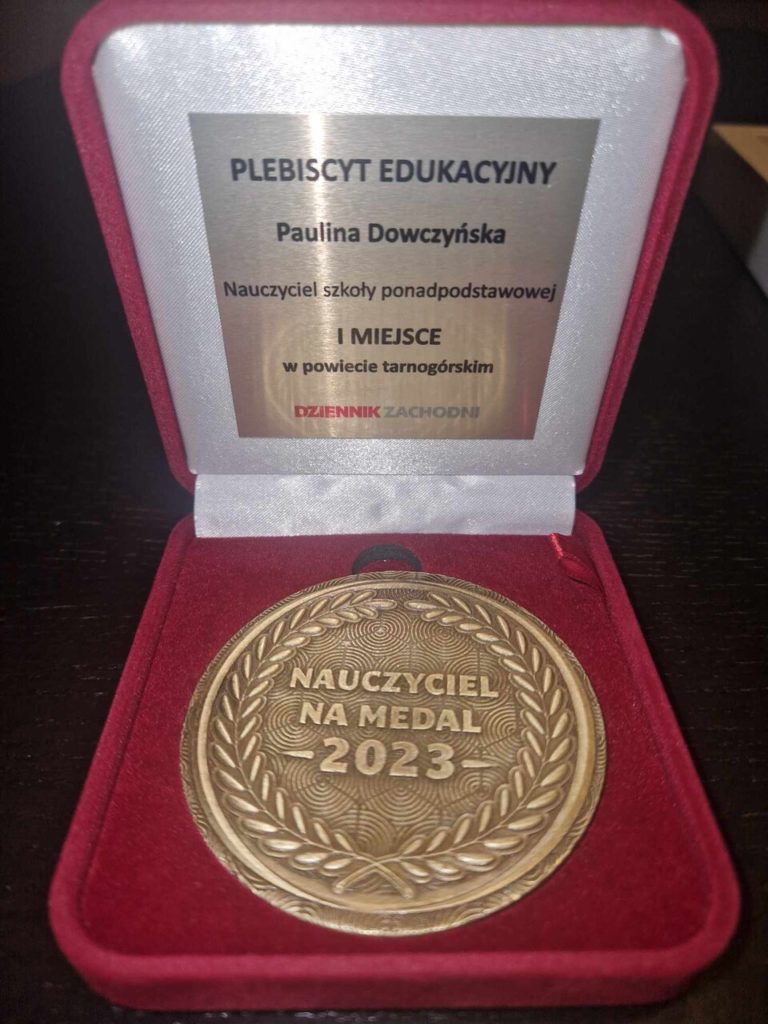 PLEBISCYT EDUKACYJNY
Paulina Dowczyńska
Nauczyciel szkoły ponadpodstawowej
I MIEJSCE
w powiecie tarnogórskim
DZIENNIK ZACHODNI
NAUCZYCIEL
NA MEDAL
2023